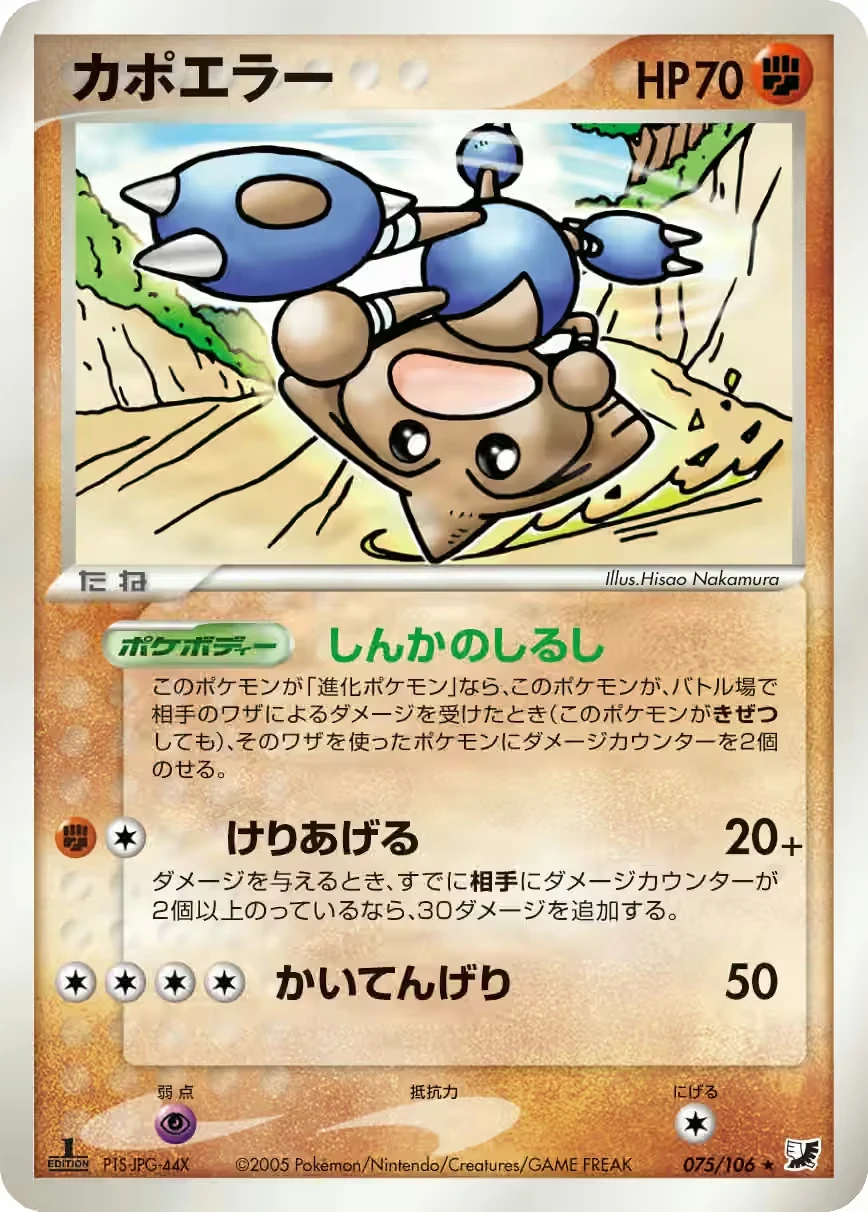 カポエラー
HP70
たね
Illus.Hisao Nakamura
ポケボディー しんかのしるし
このポケモンが「進化ポケモン」なら、このポケモンが、バトル場で
相手のワザによるダメージを受けたとき(このポケモンがきぜつ
しても)、そのワザを使ったポケモンにダメージカウンターを2個
のせる。
けりあげる 20+
ダメージを与えるとき、すでに相手にダメージカウンターが
2個以上のっているなら、30ダメージを追加する。
かいてんげり 50
弱点 抵抗力 にげる
1 EDITION PTS-JPG-44X ©2005 Pokémon/Nintendo/Creatures/GAME FREAK 075/106 ★